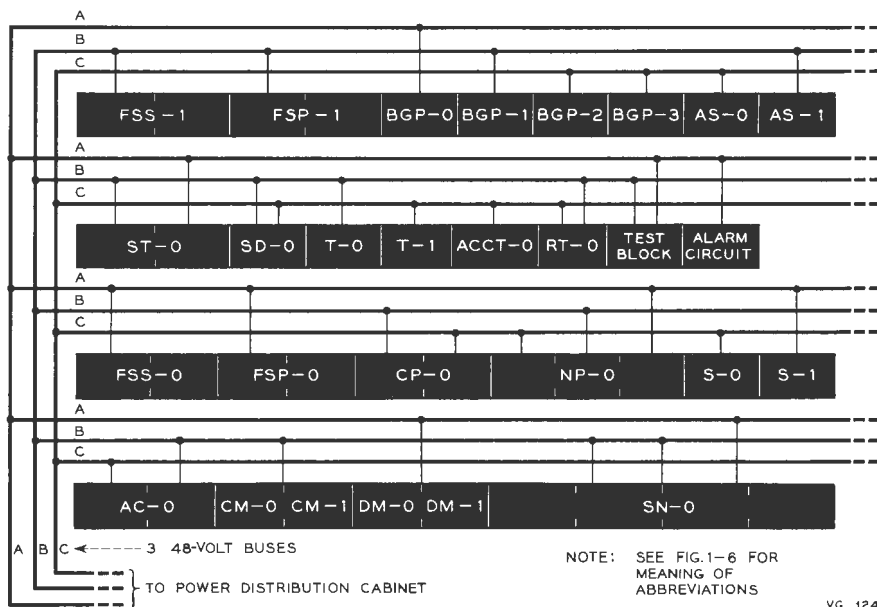 A
B
C
FSS-1 FSP-1 BGP-0 BGP-1 BGP-2 BGP-3 AS-0 AS-1
A
B
C
ST-0 SD-0 T-0 T-1 ACCT-0 RT-0 TEST BLOCK ALARM CIRCUIT
A
B
C
FSS-0 FSP-0 CP-0 NP-0 S-0 S-1
A
B
C
AC-0 CM-0 CM-1 DM-0 DM-1 SN-0
A B C 3 48-VOLT BUSES
TO POWER DISTRIBUTION CABINET
NOTE: SEE FIG. 1-6 FOR
MEANING OF
ABBREVIATIONS
VG 124